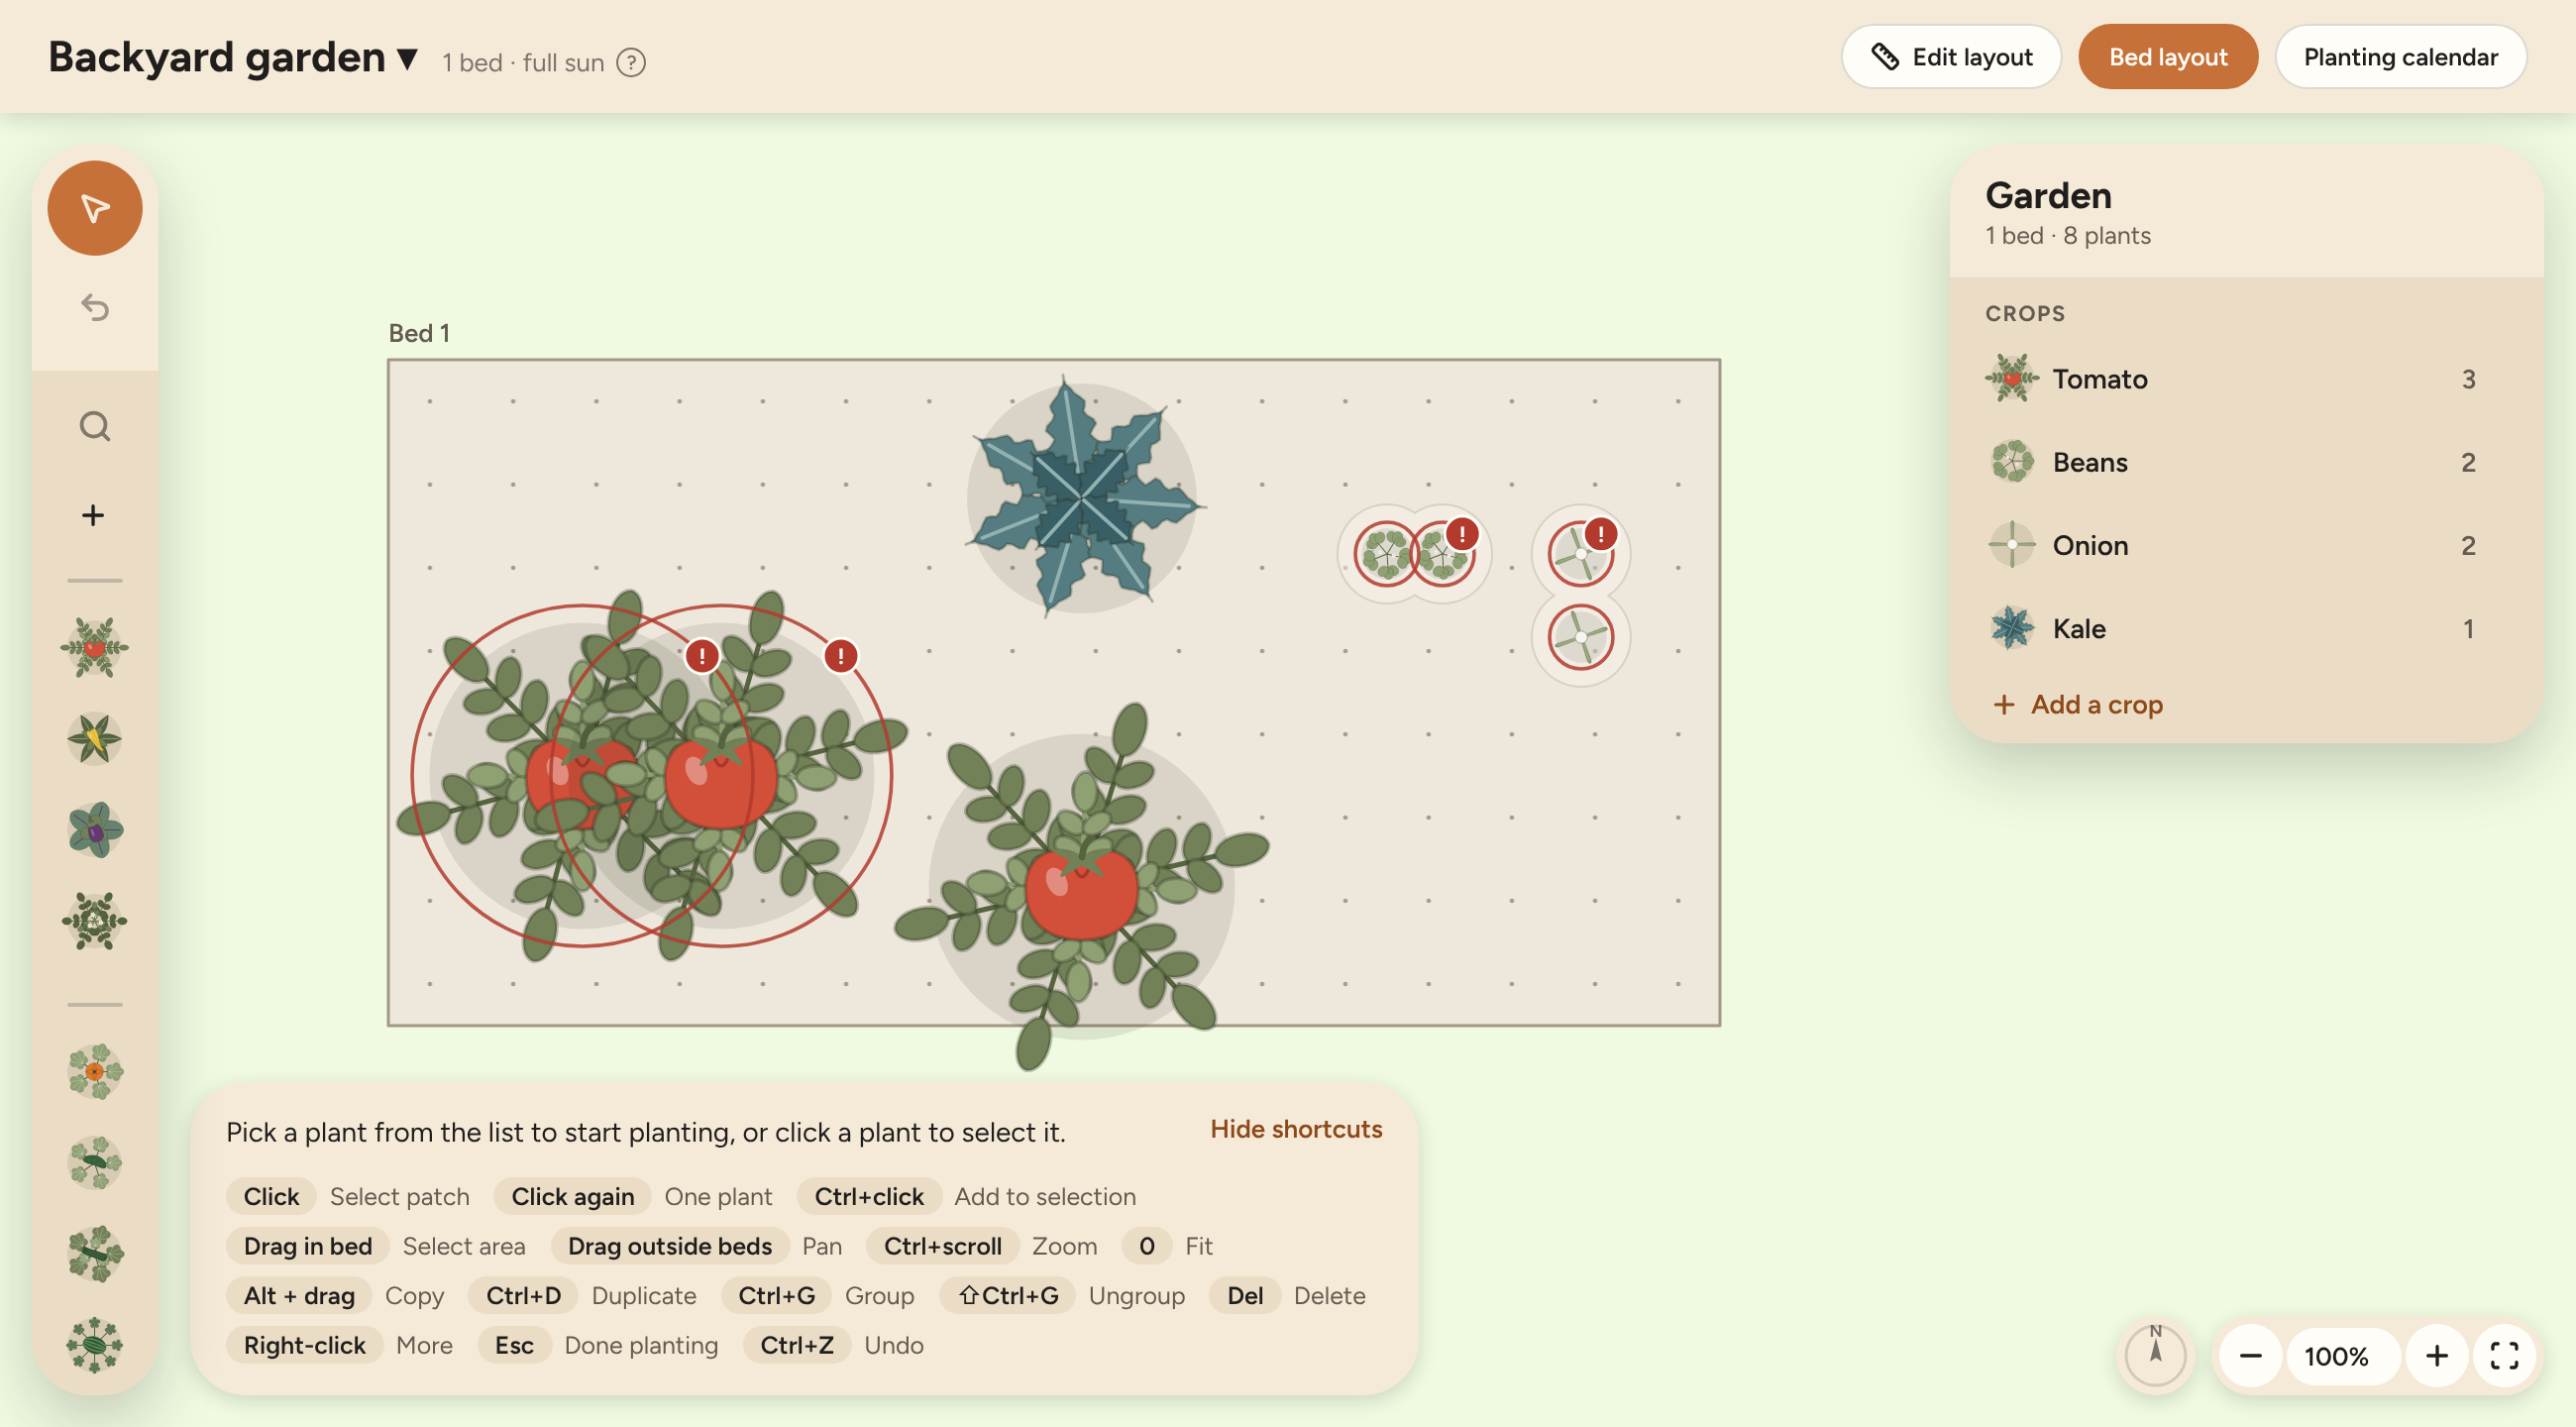 Backyard garden ▼
1 bed · full sun ?
Edit layout
Bed layout
Planting calendar
Garden
1 bed · 8 plants
CROPS
Tomato 3
Beans 2
Onion 2
Kale 1
+ Add a crop
Bed 1
!
!
!
!
Pick a plant from the list to start planting, or click a plant to select it.
Hide shortcuts
Click Select patch Click again One plant Ctrl+click Add to selection
Drag in bed Select area Drag outside beds Pan Ctrl+scroll Zoom 0 Fit
Alt + drag Copy Ctrl+D Duplicate Ctrl+G Group ⇧Ctrl+G Ungroup Del Delete
Right-click More Esc Done planting Ctrl+Z Undo
N
100%